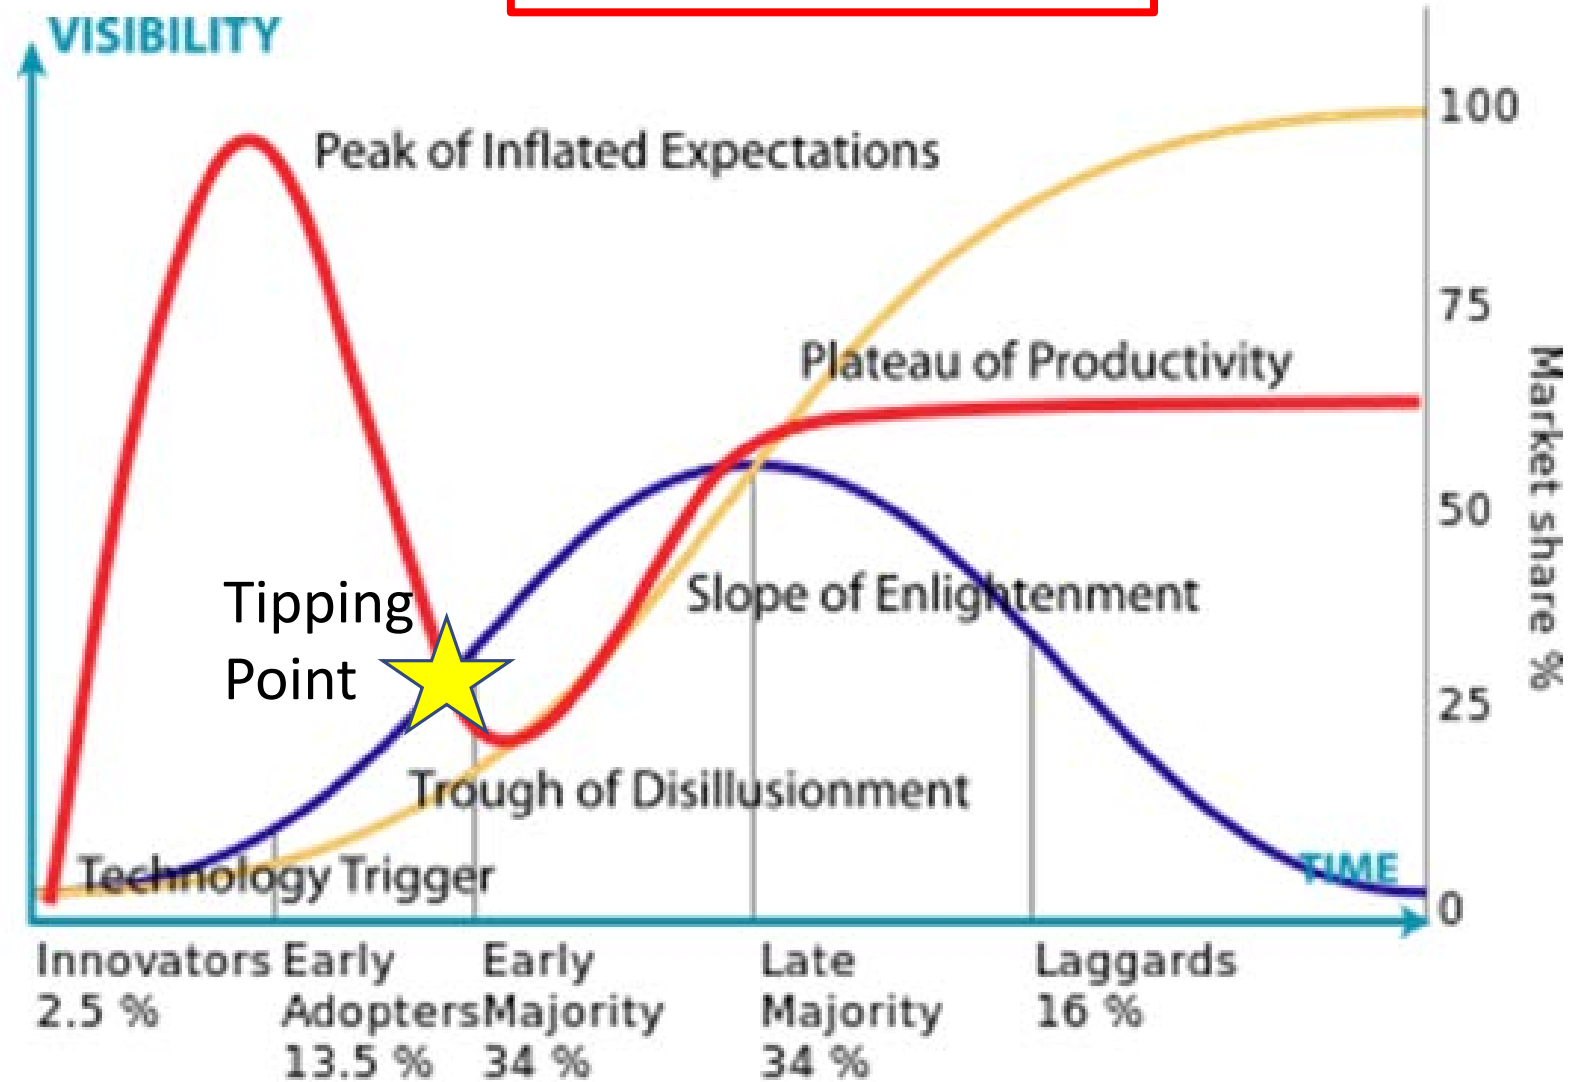 VISIBILITY
100
Peak of Inflated Expectations
75
Plateau of Productivity
Market share %
50
Slope of Enlightenment
Tipping
Point
25
Trough of Disillusionment
Technology Trigger
TIME
0
Innovators
2.5 %
Early
Adopters
13.5 %
Early
Majority
34 %
Late
Majority
34 %
Laggards
16 %